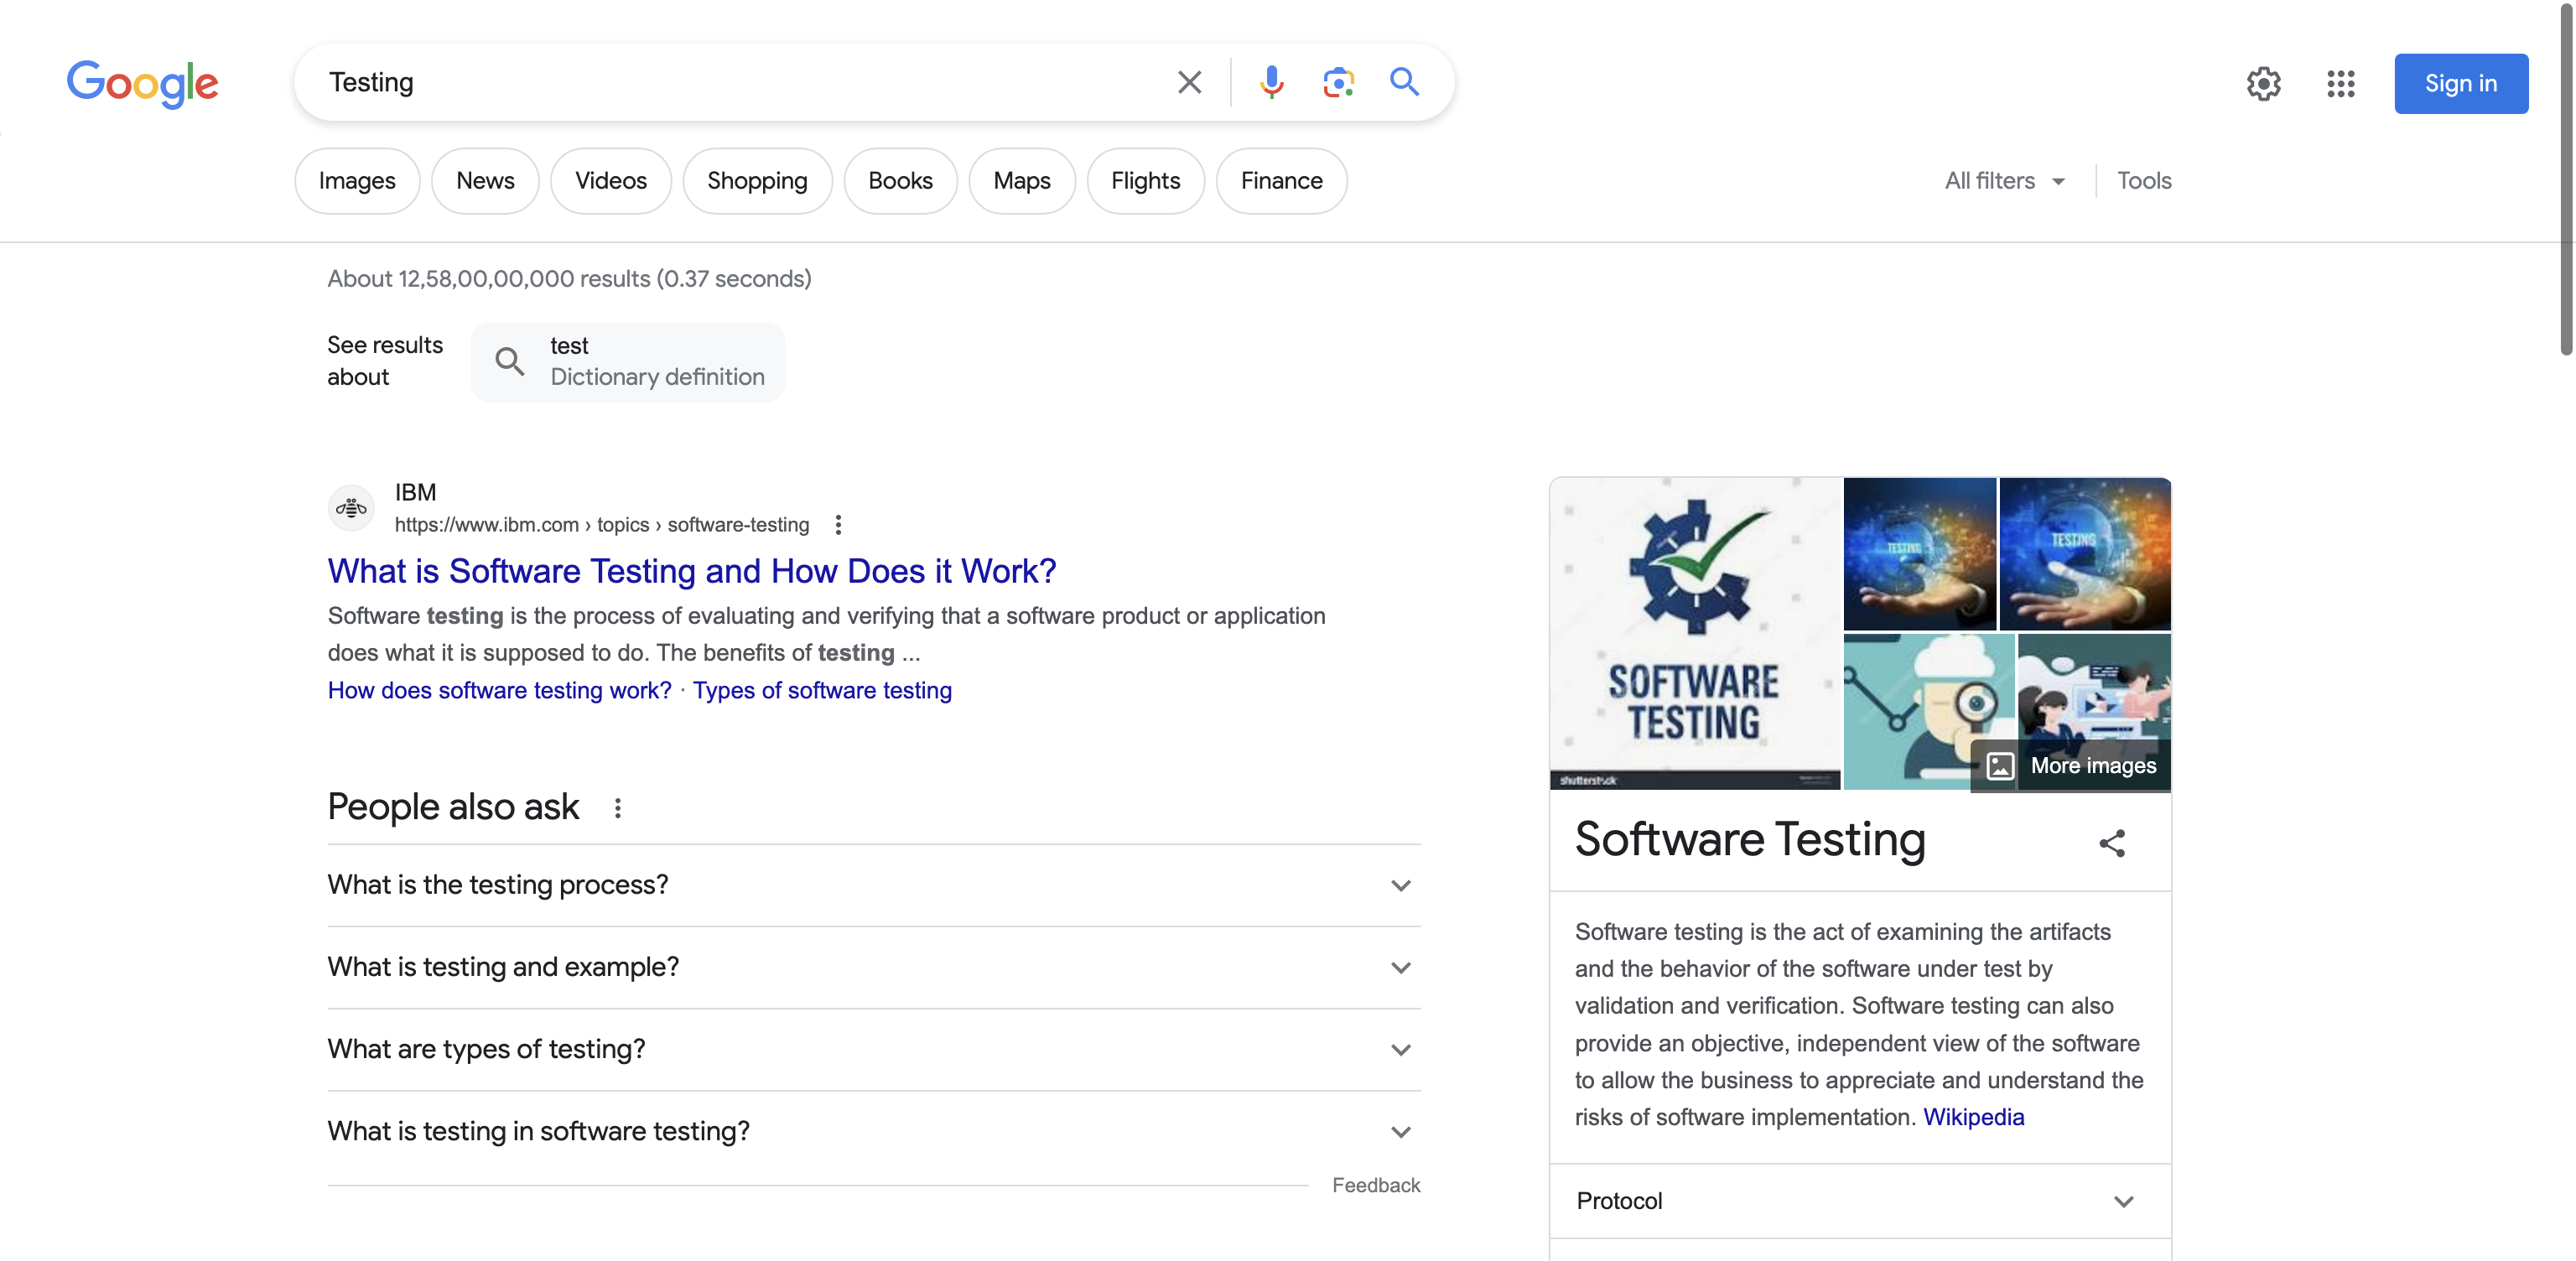 Google
Testing
Sign in
Images
News
Videos
Shopping
Books
Maps
Flights
Finance
All filters
Tools
About 12,58,00,00,000 results (0.37 seconds)
See results
about
test
Dictionary definition
IBM
https://www.ibm.com › topics › software-testing
What is Software Testing and How Does it Work?
Software testing is the process of evaluating and verifying that a software product or application
does what it is supposed to do. The benefits of testing ...
How does software testing work? · Types of software testing
People also ask
What is the testing process?
What is testing and example?
What are types of testing?
What is testing in software testing?
Feedback
SOFTWARE
TESTING
shutterstock
TESTING
TESTING
More images
Software Testing
Software testing is the act of examining the artifacts
and the behavior of the software under test by
validation and verification. Software testing can also
provide an objective, independent view of the software
to allow the business to appreciate and understand the
risks of software implementation. Wikipedia
Protocol